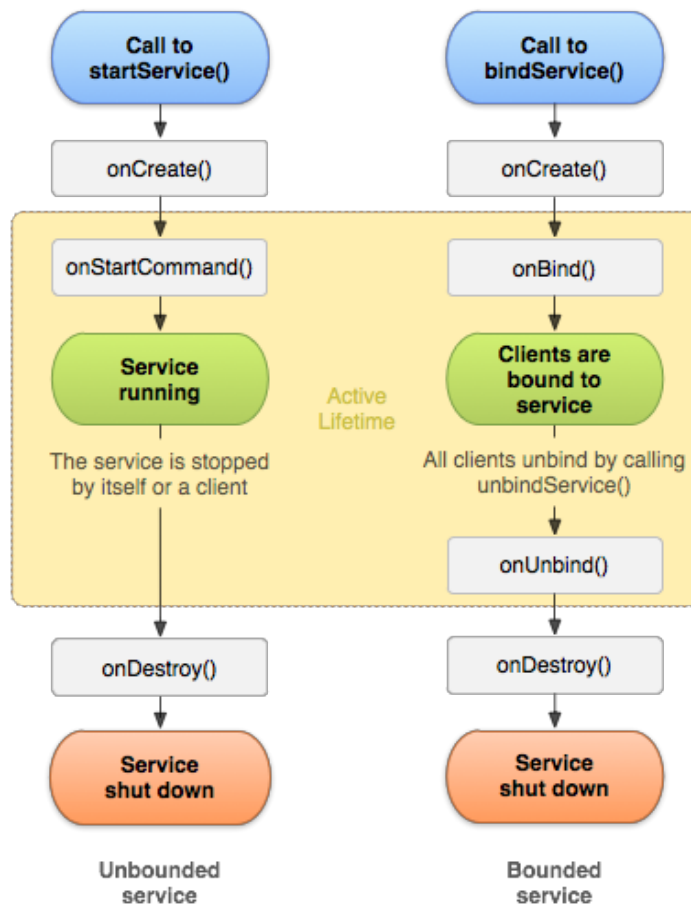 Call to
startService()
onCreate()
onStartCommand()
Service
running
The service is stopped
by itself or a client
onDestroy()
Service
shut down
Unbounded
service
Active
Lifetime
Call to
bindService()
onCreate()
onBind()
Clients are
bound to
service
All clients unbind by calling
unbindService()
onUnbind()
onDestroy()
Service
shut down
Bounded
service